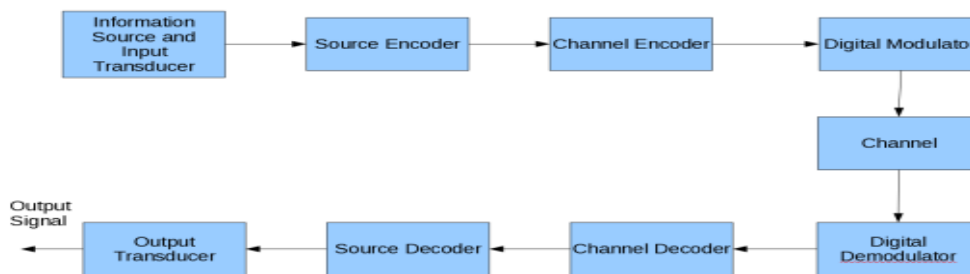 Information
Source and
Input
Transducer
Source Encoder
Channel Encoder
Digital Modulato
Channel
Output
Signal
Output
Transducer
Source Decoder
Channel Decoder
Digital
Demodulator